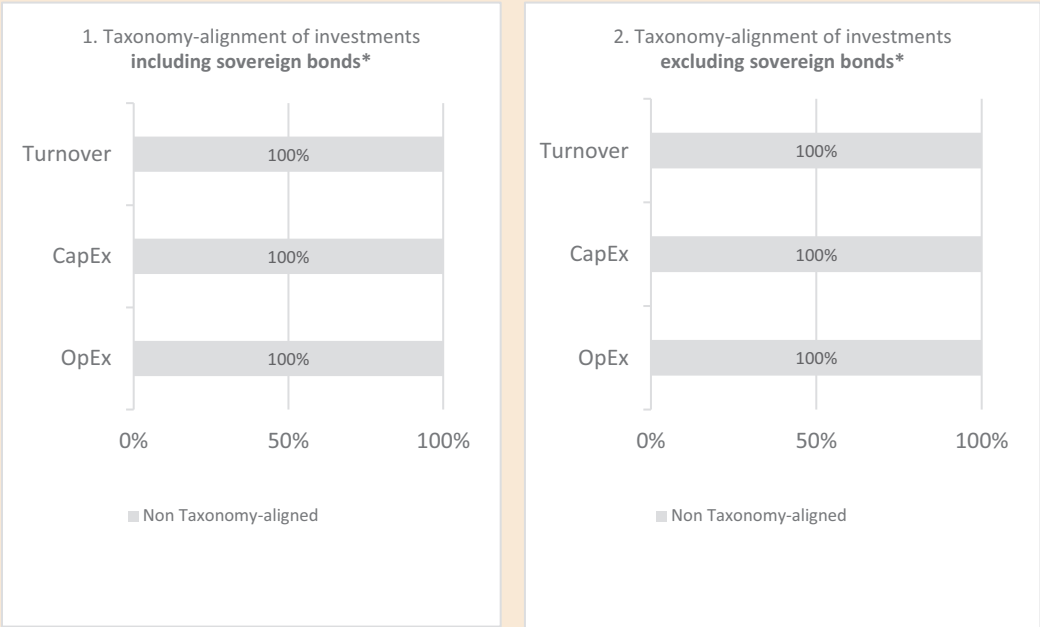 1. Taxonomy-alignment of investments
including sovereign bonds*
Turnover
100%
CapEx
100%
OpEx
100%
0% 50% 100%
Non Taxonomy-aligned
2. Taxonomy-alignment of investments
excluding sovereign bonds*
Turnover
100%
CapEx
100%
OpEx
100%
0% 50% 100%
Non Taxonomy-aligned